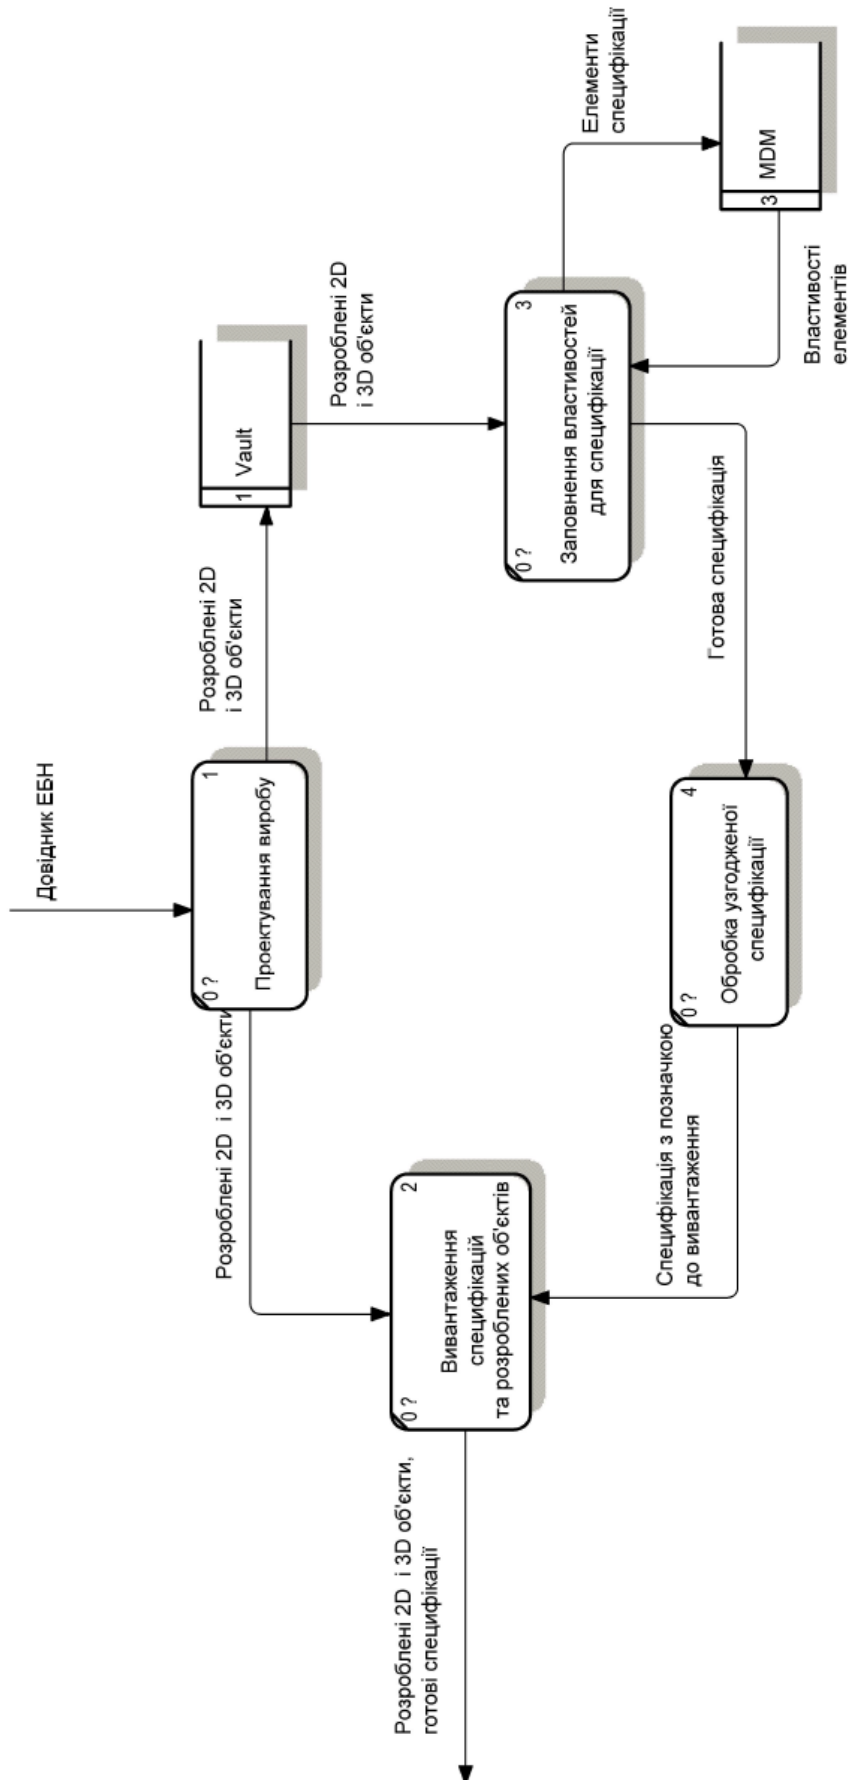 Довідник ЕБН
0 ?
1
Проектування виробу
Розроблені 2D
і 3D об'єкти
1
Vault
Розроблені 2D і 3D об'єкти
Розроблені 2D
і 3D об'єкти
0 ?
2
Вивантаження
специфікацій
та розроблених об'єктів
Розроблені 2D і 3D об'єкти,
готові специфікації
0 ?
3
Заповнення властивостей
для специфікації
Елементи
специфікації
Специфікація з позначкою
до вивантаження
0 ?
4
Обробка узгодженої
специфікації
Готова специфікація
3
MDM
Властивості
елементів